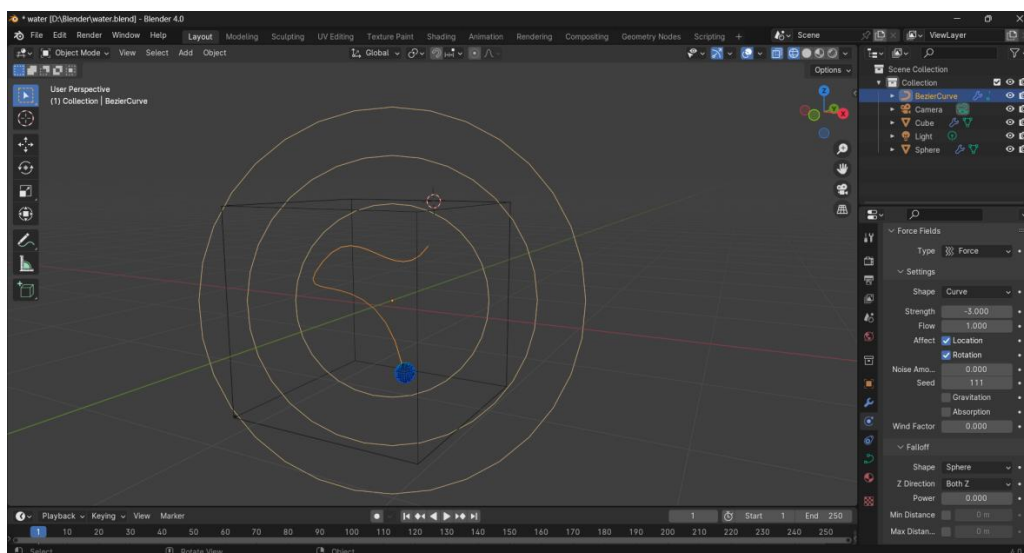 * water [D:\Blender\water.blend] - Blender 4.0
File Edit Render Window Help Layout Modeling Sculpting UV Editing Texture Paint Shading Animation Rendering Compositing Geometry Nodes Scripting + Scene ViewLayer
Object Mode View Select Add Object Global
Options
User Perspective
(1) Collection | BezierCurve
Z
Y
X
Scene Collection
Collection
BezierCurve
Camera
Cube
Light
Sphere
Force Fields
Type Force
Settings
Shape Curve
Strength -3.000
Flow 1.000
Affect Location
Rotation
Noise Amo... 0.000
Seed 111
Gravitation
Absorption
Wind Factor 0.000
Falloff
Shape Sphere
Z Direction Both Z
Power 0.000
Min Distance 0 m
Max Distan... 0 m
Playback Keying View Marker 1 Start 1 End 250
1 10 20 30 40 50 60 70 80 90 100 110 120 130 140 150 160 170 180 190 200 210 220 230 240 250
Select Rotate View Object 4.0